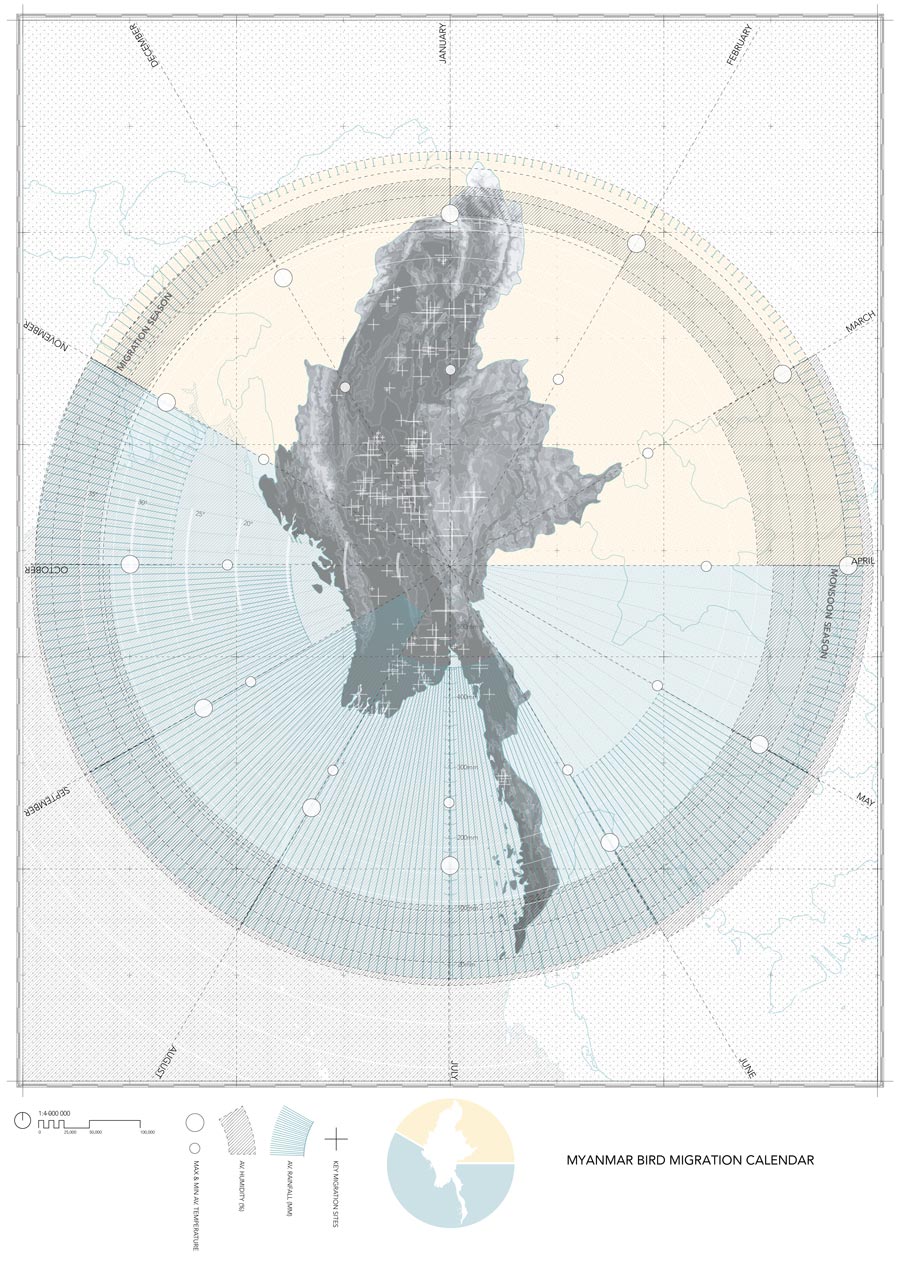 DECEMBER
JANUARY
FEBRUARY
MIGRATION SEASON
NOVEMBER
MARCH
35°
30°
25°
20°
OCTOBER
APRIL
MONSOON SEASON
400mm
300mm
200mm
SEPTEMBER
MAY
AUGUST
JULY
JUNE
1:4 000 000
0
25,000
50,000
100,000
MAX & MIN AV. TEMPERATURE
AV. HUMIDITY (%)
AV. RAINFALL (MM)
KEY MIGRATION SITES
MYANMAR BIRD MIGRATION CALENDAR